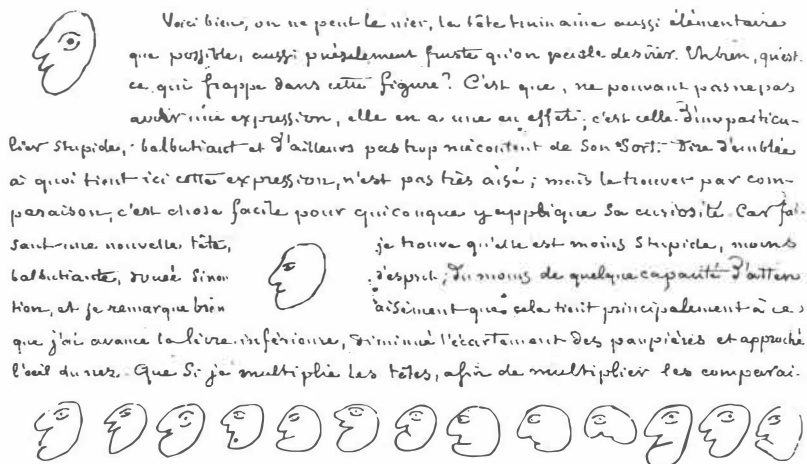 Voici bien, on ne peut le nier, la tête humaine aussi élémentaire
que possible, aussi puérilement fruste qu'on puisse desirer. Eh bien, qu'est-
ce qui frappe dans cette figure? C'est que, ne pouvant pas ne pas
avoir une expression, elle en a une en effet; c'est celle d'un particu-
lier stupide, balbutiant et d'ailleurs pas trop mécontent de son sort. Dire d'emblée
à quoi tient ici cette expression, n'est pas très aisé; mais le trouver par com-
paraison, c'est chose facile pour quiconque y applique sa curiosité. Car fai-
sant une nouvelle tête, je trouve qu'elle est moins stupide, moins
balbutiante, douée sinon d'esprit, du moins de quelque capacité d'atten
tion, et je remarque bien aisément que cela tient principalement à ce
que j'ai avancé la lèvre inférieure, diminué l'écartement des paupières et approché
l'œil du nez. Que si je multiplie les têtes, afin de multiplier les comparai-